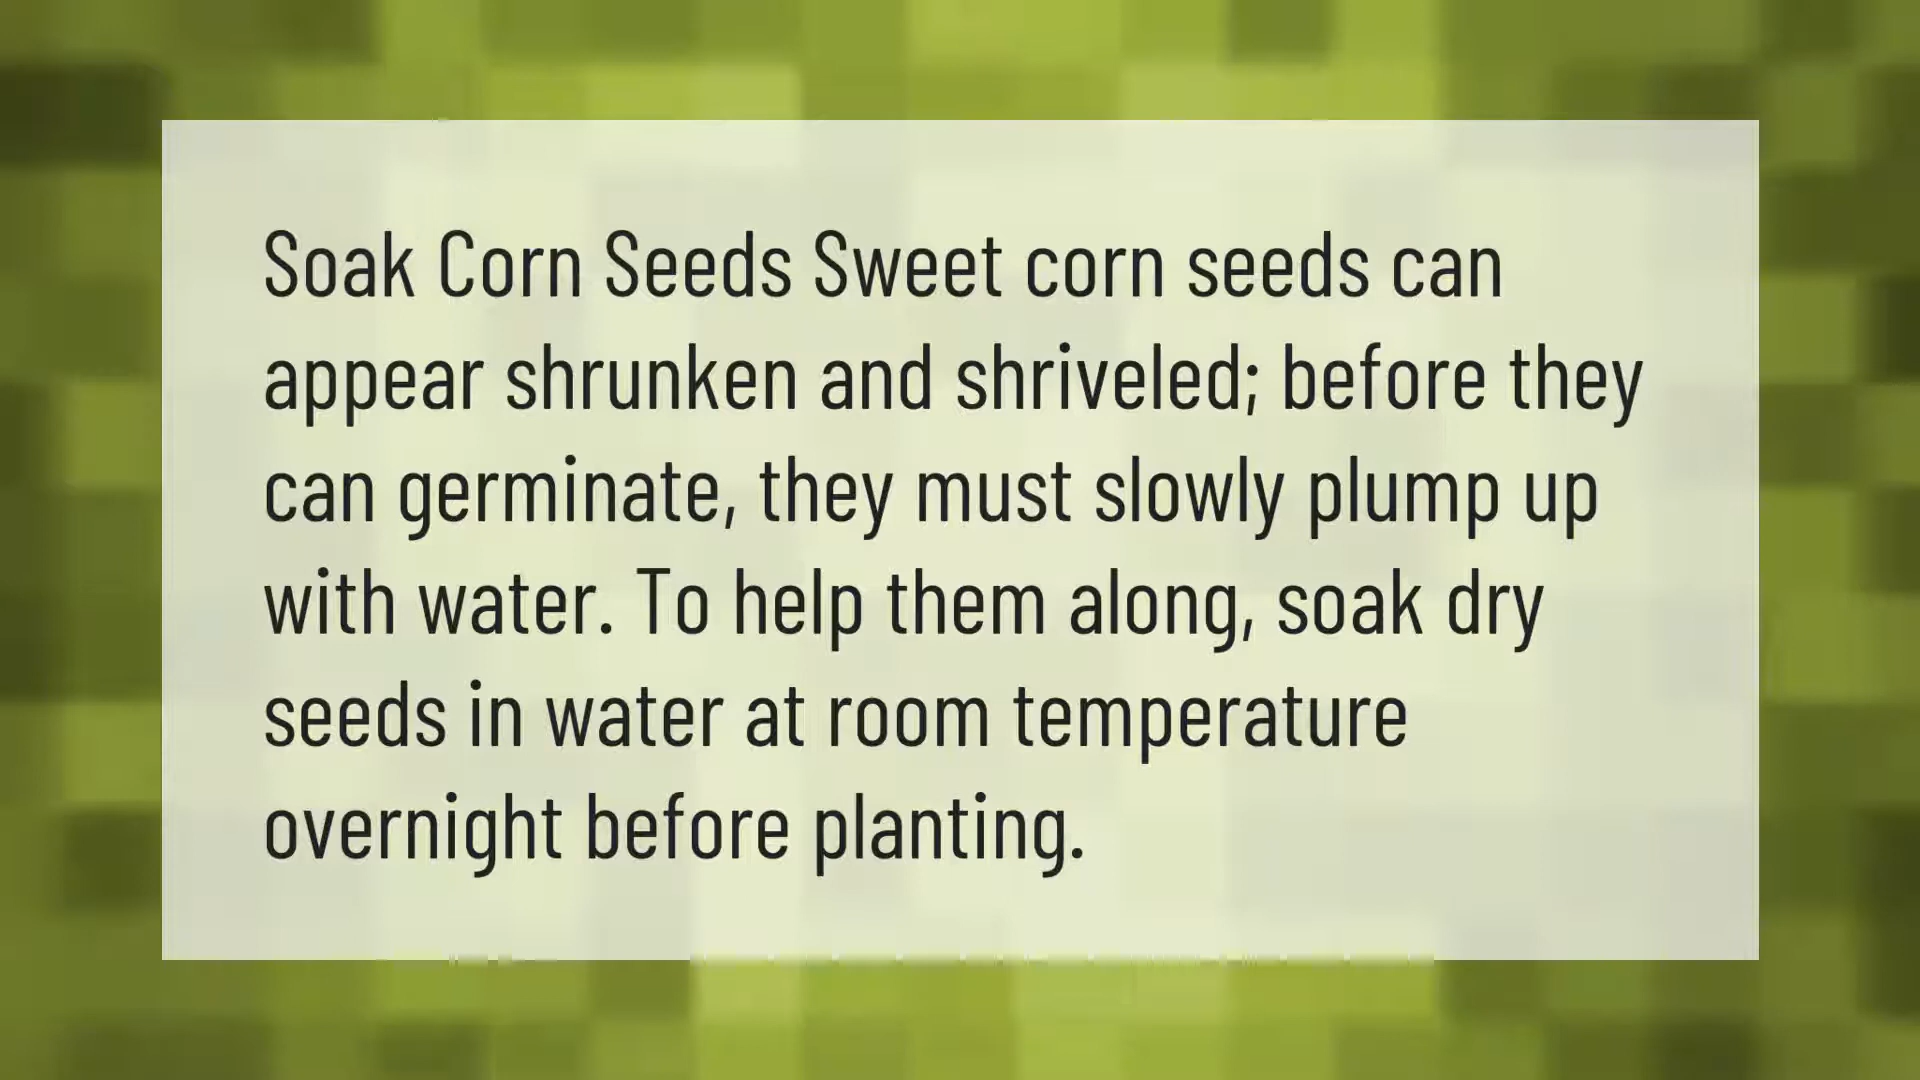 Soak Corn Seeds Sweet corn seeds can
appear shrunken and shriveled; before they
can germinate, they must slowly plump up
with water. To help them along, soak dry
seeds in water at room temperature
overnight before planting.